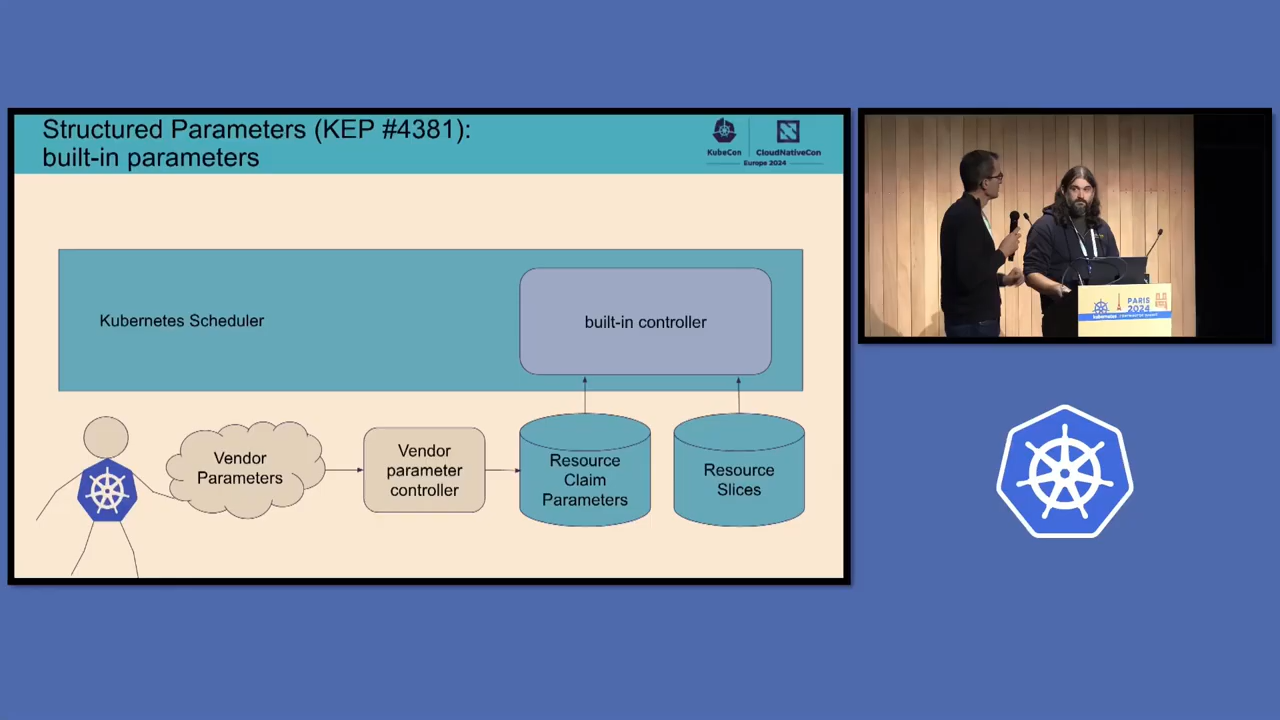 Structured Parameters (KEP #4381):
built-in parameters
KubeCon
CloudNativeCon
Europe 2024
Kubernetes Scheduler
built-in controller
Vendor
Parameters
Vendor
parameter
controller
Resource
Claim
Parameters
Resource
Slices
PARIS
2024
kubernetes